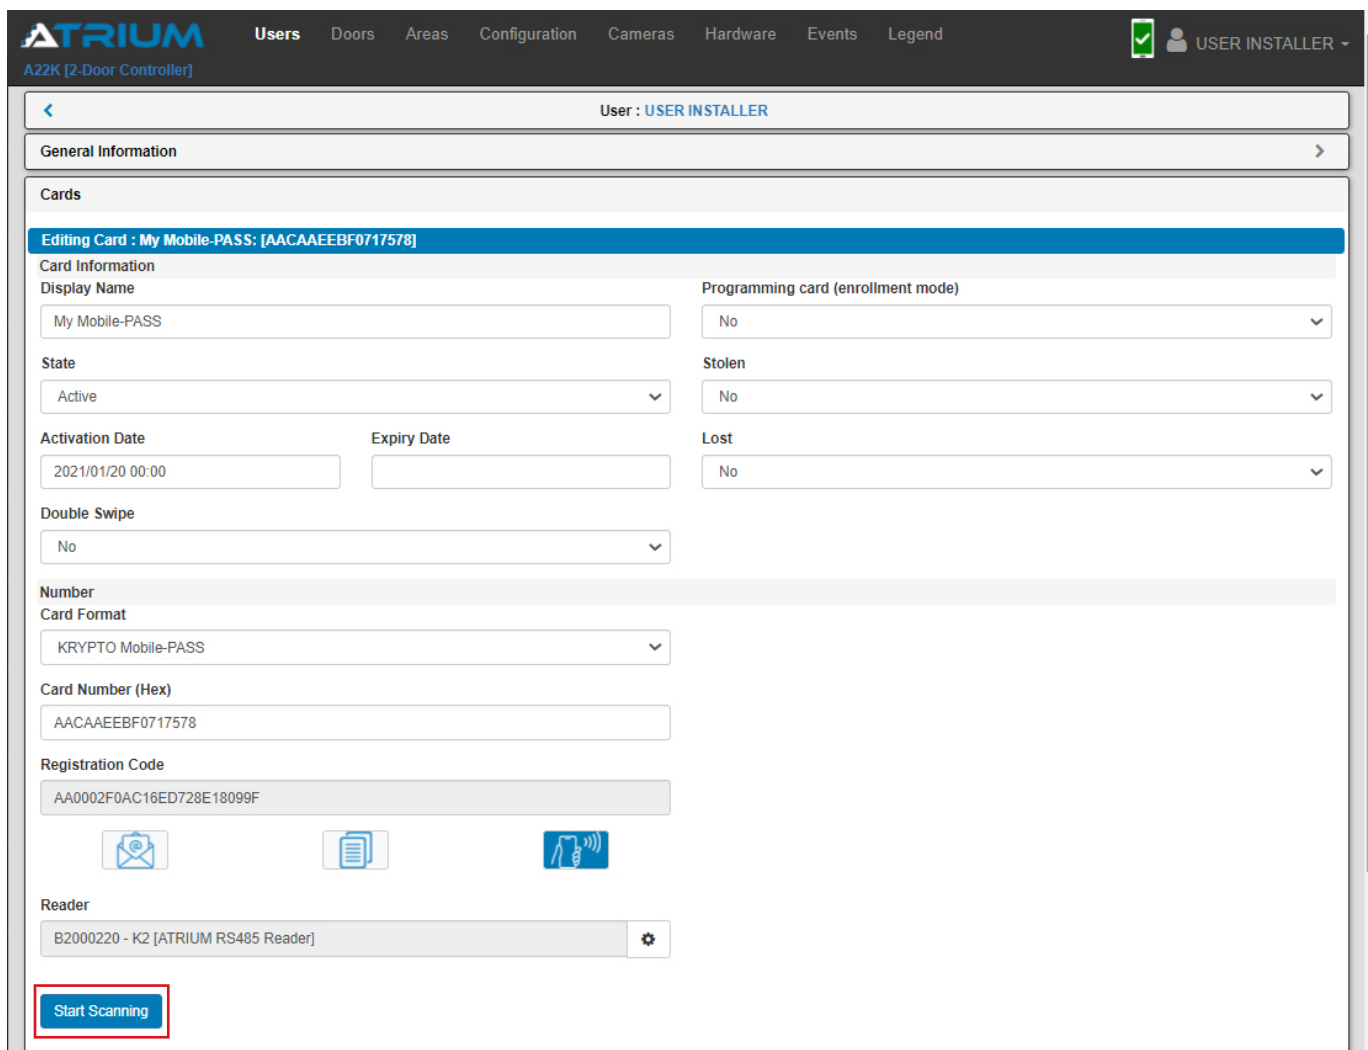 ATRIUM
Users Doors Areas Configuration Cameras Hardware Events Legend
USER INSTALLER
A22K [2-Door Controller]
User : USER INSTALLER
General Information
Cards
Editing Card : My Mobile-PASS: [AACAAEEBF0717578]
Card Information
Display Name Programming card (enrollment mode)
My Mobile-PASS No
State Stolen
Active No
Activation Date Expiry Date Lost
2021/01/20 00:00 No
Double Swipe
No
Number
Card Format
KRYPTO Mobile-PASS
Card Number (Hex)
AACAAEEBF0717578
Registration Code
AA0002F0AC16ED728E18099F
@
Reader
B2000220 - K2 [ATRIUM RS485 Reader]
Start Scanning